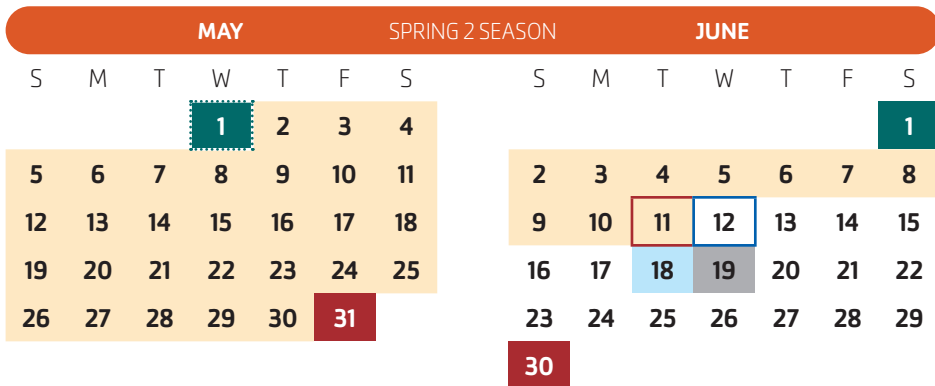 MAY SPRING 2 SEASON JUNE
S M T W T F S S M T W T F S
1 2 3 4 1
5 6 7 8 9 10 11 2 3 4 5 6 7 8
12 13 14 15 16 17 18 9 10 11 12 13 14 15
19 20 21 22 23 24 25 16 17 18 19 20 21 22
26 27 28 29 30 31 23 24 25 26 27 28 29
30